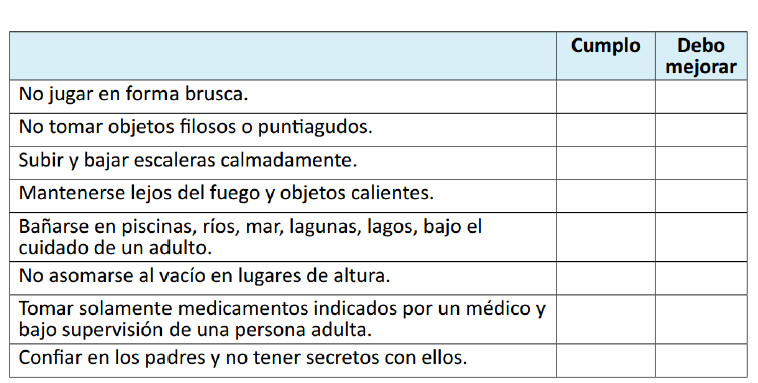 Cumplo Debo
mejorar
No jugar en forma brusca.
No tomar objetos filosos o puntiagudos.
Subir y bajar escaleras calmadamente.
Mantenerse lejos del fuego y objetos calientes.
Bañarse en piscinas, ríos, mar, lagunas, lagos, bajo el
cuidado de un adulto.
No asomarse al vacío en lugares de altura.
Tomar solamente medicamentos indicados por un médico y
bajo supervisión de una persona adulta.
Confiar en los padres y no tener secretos con ellos.